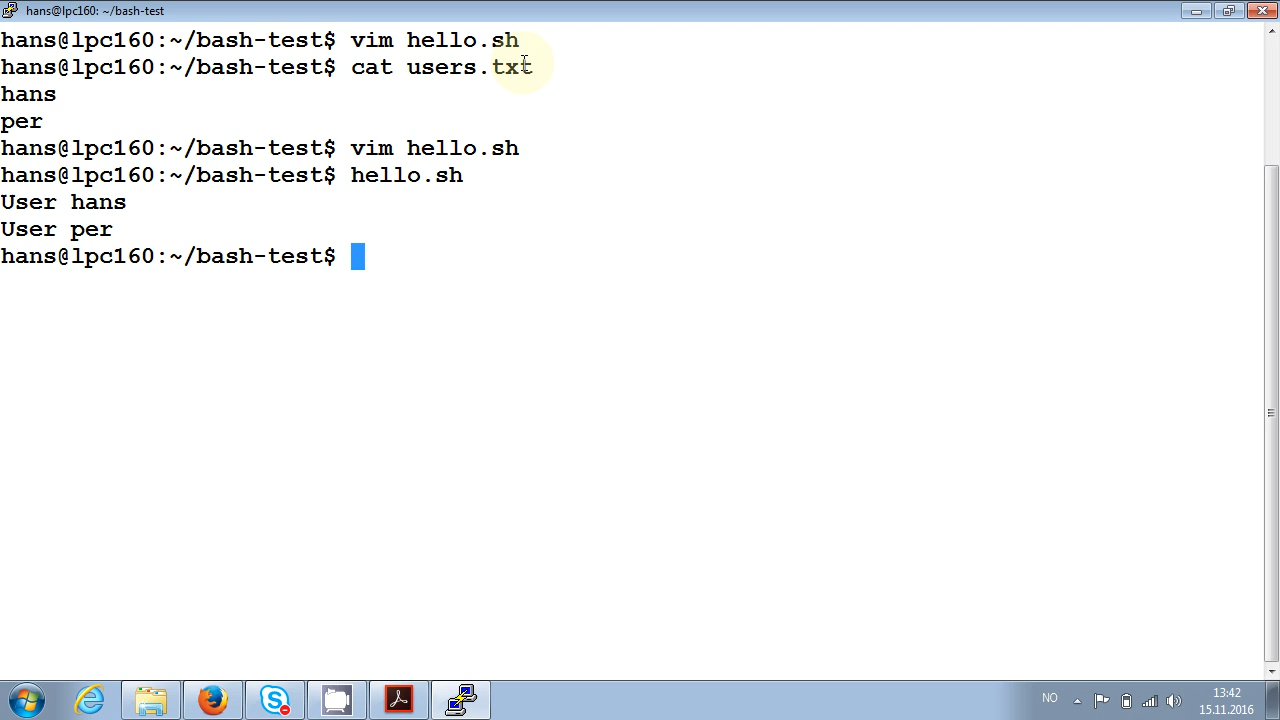 hans@lpc160: ~/bash-test
hans@lpc160:~/bash-test$ vim hello.sh
hans@lpc160:~/bash-test$ cat users.txt
hans
per
hans@lpc160:~/bash-test$ vim hello.sh
hans@lpc160:~/bash-test$ hello.sh
User hans
User per
hans@lpc160:~/bash-test$
NO
13:42
15.11.2016